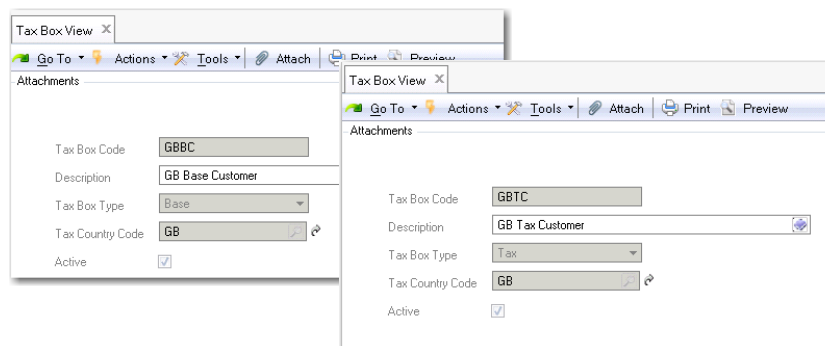 Tax Box View X
Go To Actions Tools Attach Print Preview
Attachments
Tax Box Code GBBC
Description GB Base Customer
Tax Box Type Base
Tax Country Code GB
Active
Tax Box View X
Go To Actions Tools Attach Print Preview
Attachments
Tax Box Code GBTC
Description GB Tax Customer
Tax Box Type Tax
Tax Country Code GB
Active